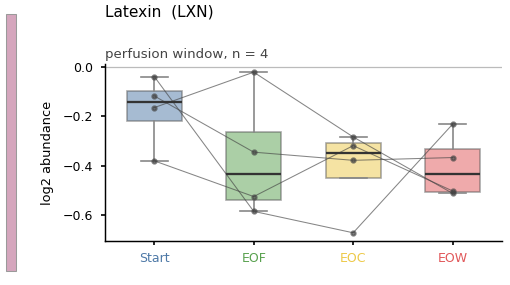 Latexin (LXN)
perfusion window, n = 4
log2 abundance
0.0
−0.2
−0.4
−0.6
Start EOF EOC EOW